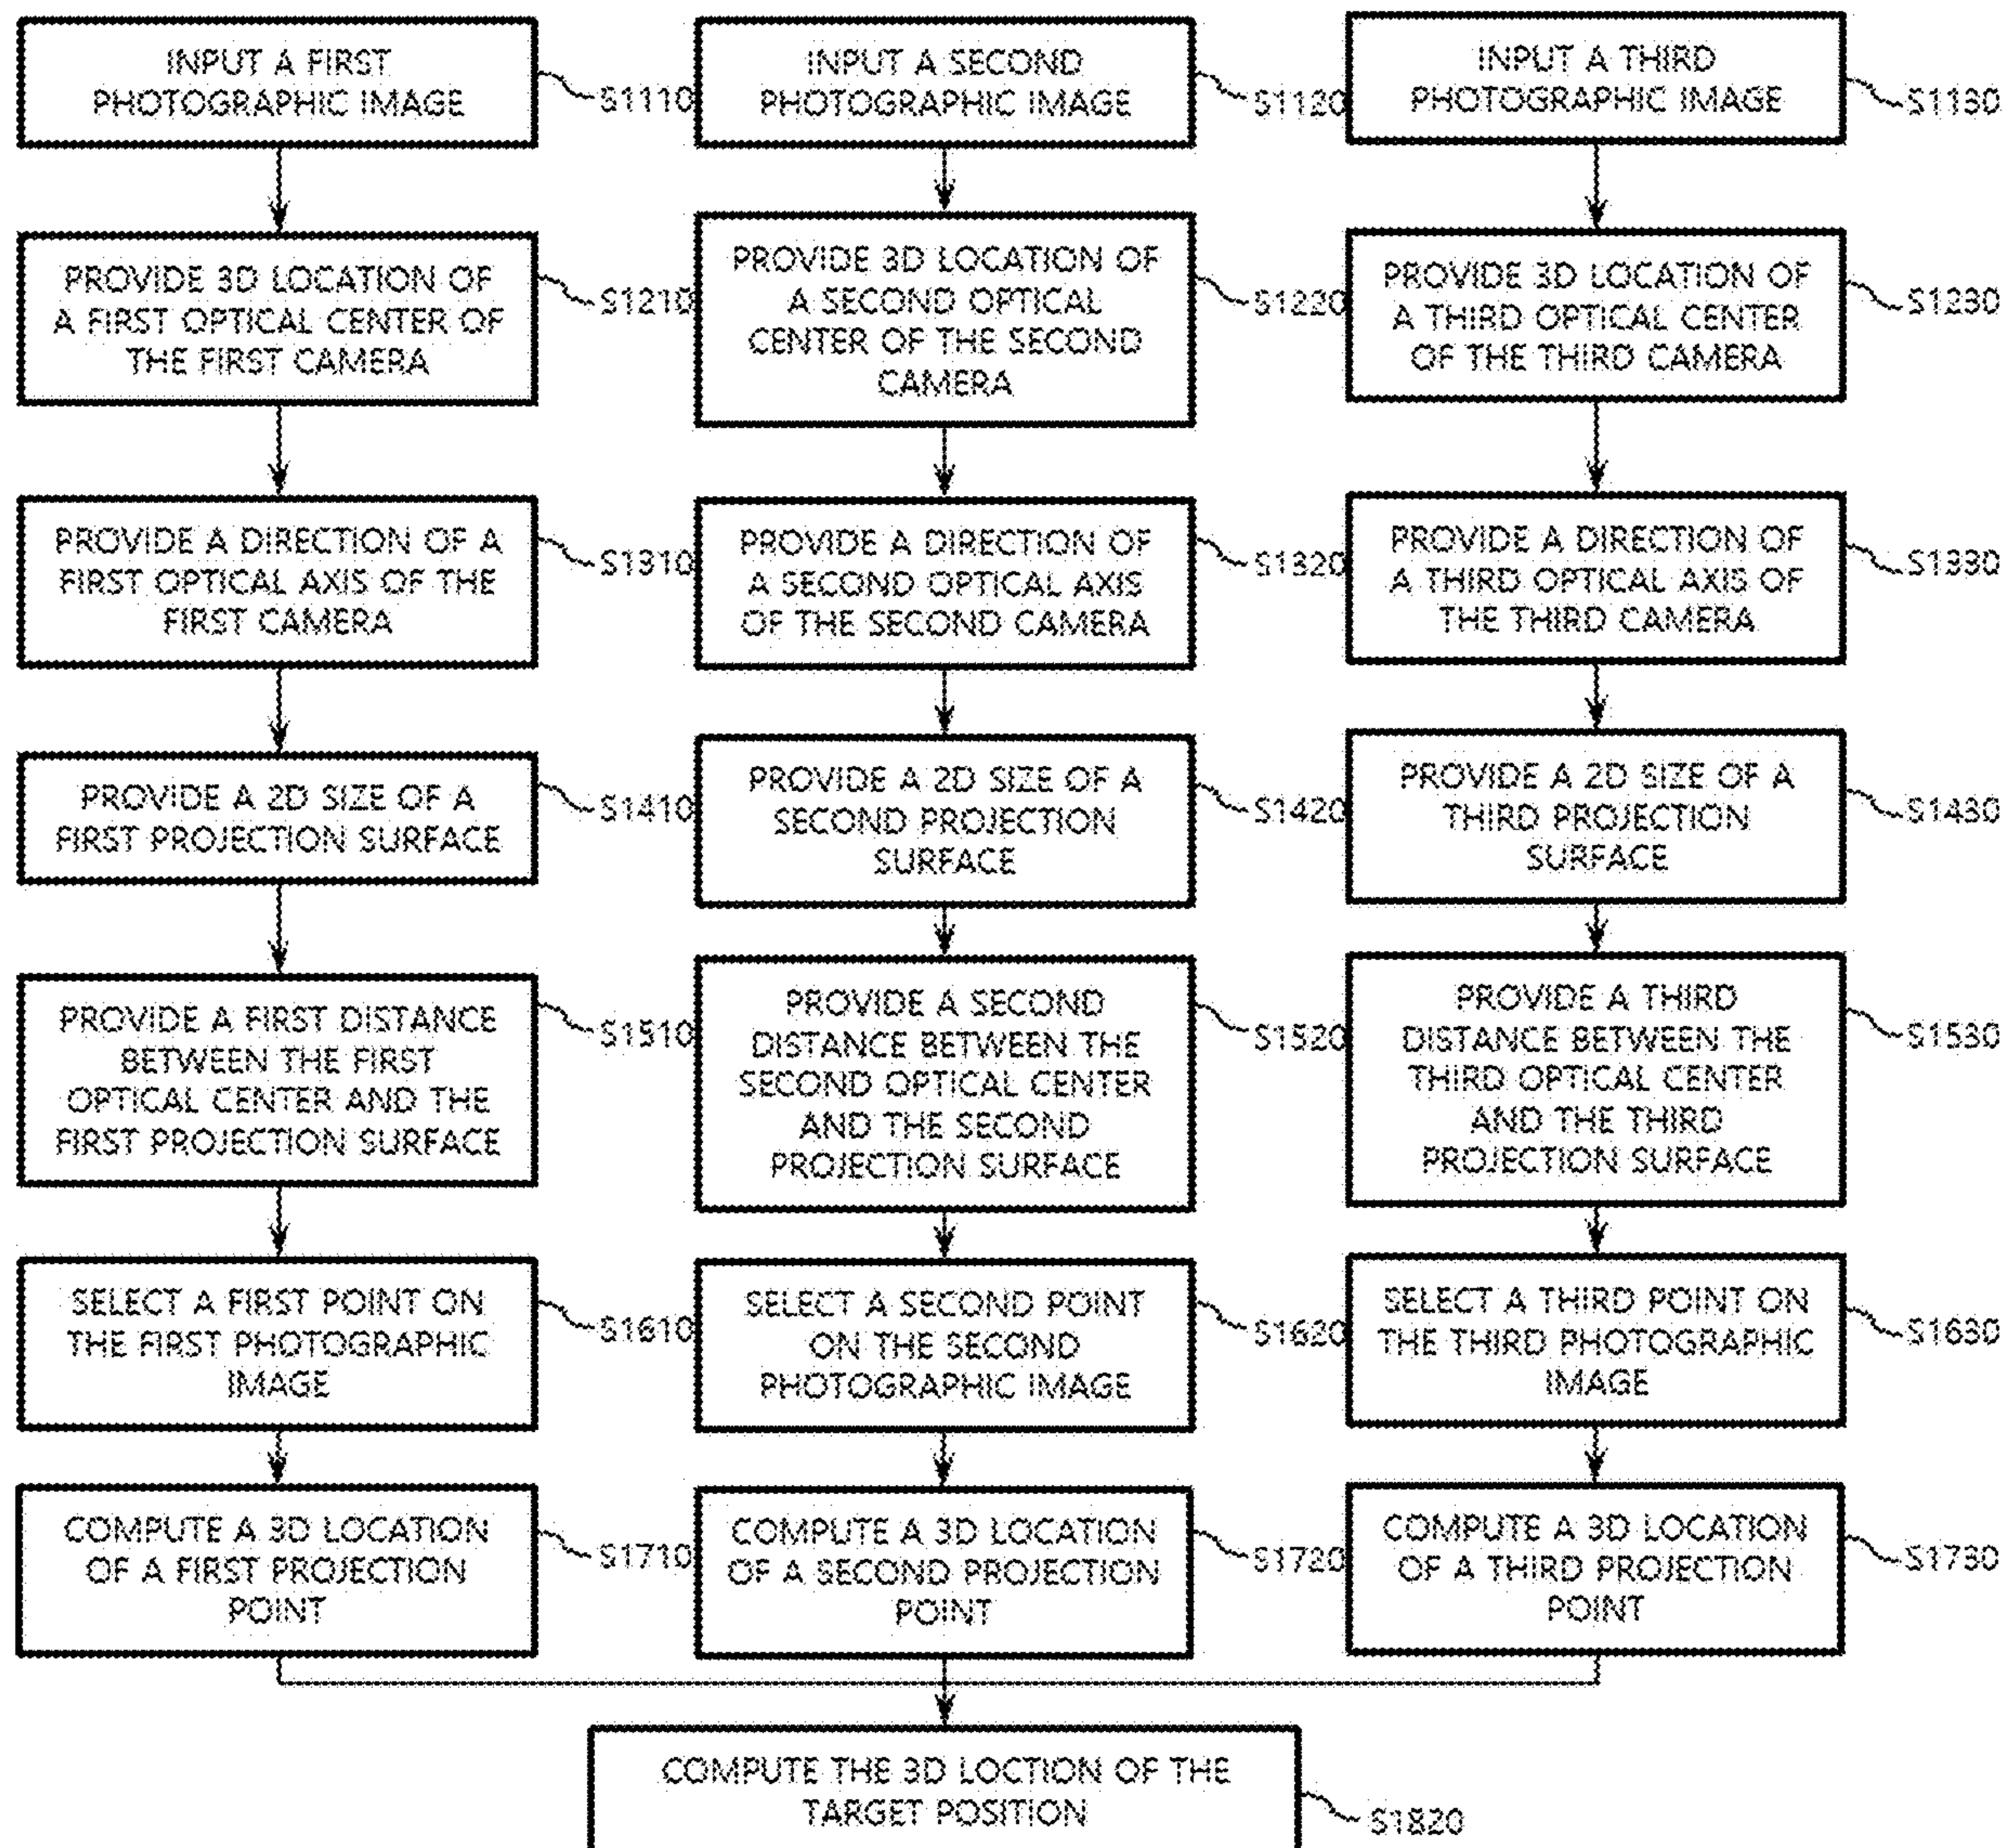 INPUT A FIRST
PHOTOGRAPHIC IMAGE
S1110
INPUT A SECOND
PHOTOGRAPHIC IMAGE
S1120
INPUT A THIRD
PHOTOGRAPHIC IMAGE
S1130
PROVIDE 3D LOCATION OF
A FIRST OPTICAL CENTER OF
THE FIRST CAMERA
S1210
PROVIDE 3D LOCATION OF
A SECOND OPTICAL
CENTER OF THE SECOND
CAMERA
S1220
PROVIDE 3D LOCATION OF
A THIRD OPTICAL CENTER
OF THE THIRD CAMERA
S1230
PROVIDE A DIRECTION OF A
FIRST OPTICAL AXIS OF THE
FIRST CAMERA
S1310
PROVIDE A DIRECTION OF
A SECOND OPTICAL AXIS
OF THE SECOND CAMERA
S1320
PROVIDE A DIRECTION OF
A THIRD OPTICAL AXIS OF
THE THIRD CAMERA
S1330
PROVIDE A 2D SIZE OF A
FIRST PROJECTION SURFACE
S1410
PROVIDE A 2D SIZE OF A
SECOND PROJECTION
SURFACE
S1420
PROVIDE A 2D SIZE OF A
THIRD PROJECTION
SURFACE
S1430
PROVIDE A FIRST DISTANCE
BETWEEN THE FIRST
OPTICAL CENTER AND THE
FIRST PROJECTION SURFACE
S1510
PROVIDE A SECOND
DISTANCE BETWEEN THE
SECOND OPTICAL CENTER
AND THE SECOND
PROJECTION SURFACE
S1520
PROVIDE A THIRD
DISTANCE BETWEEN THE
THIRD OPTICAL CENTER
AND THE THIRD
PROJECTION SURFACE
S1530
SELECT A FIRST POINT ON
THE FIRST PHOTOGRAPHIC
IMAGE
S1610
SELECT A SECOND POINT
ON THE SECOND
PHOTOGRAPHIC IMAGE
S1620
SELECT A THIRD POINT ON
THE THIRD PHOTOGRAPHIC
IMAGE
S1630
COMPUTE A 3D LOCATION
OF A FIRST PROJECTION
POINT
S1710
COMPUTE A 3D LOCATION
OF A SECOND PROJECTION
POINT
S1720
COMPUTE A 3D LOCATION
OF A THIRD PROJECTION
POINT
S1730
COMPUTE THE 3D LOCTION OF THE
TARGET POSITION
S1820